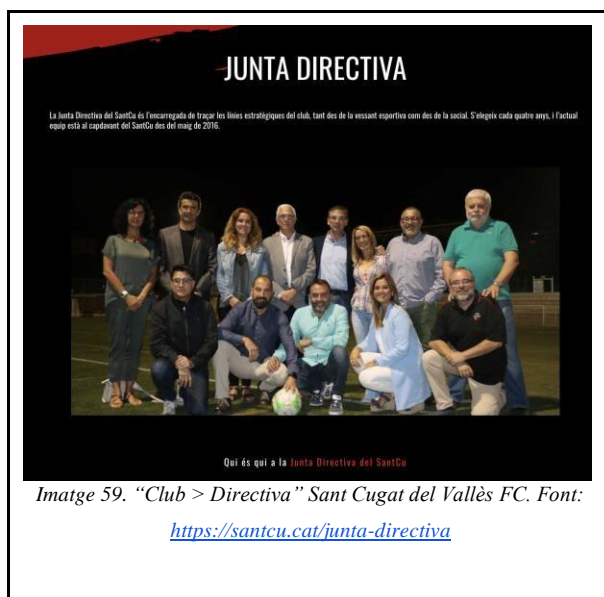 JUNTA DIRECTIVA
La Junta Directiva del SantCu és l'encarregada de traçar les línies estratègiques del club, tant des de la vessant esportiva com des de la social. S'elegeix cada quatre anys, i l'actual
equip està al capdavant del SantCu des del maig de 2016.
Qui és qui a la Junta Directiva del SantCu
Imatge 59. “Club > Directiva” Sant Cugat del Vallès FC. Font:
https://santcu.cat/junta-directiva